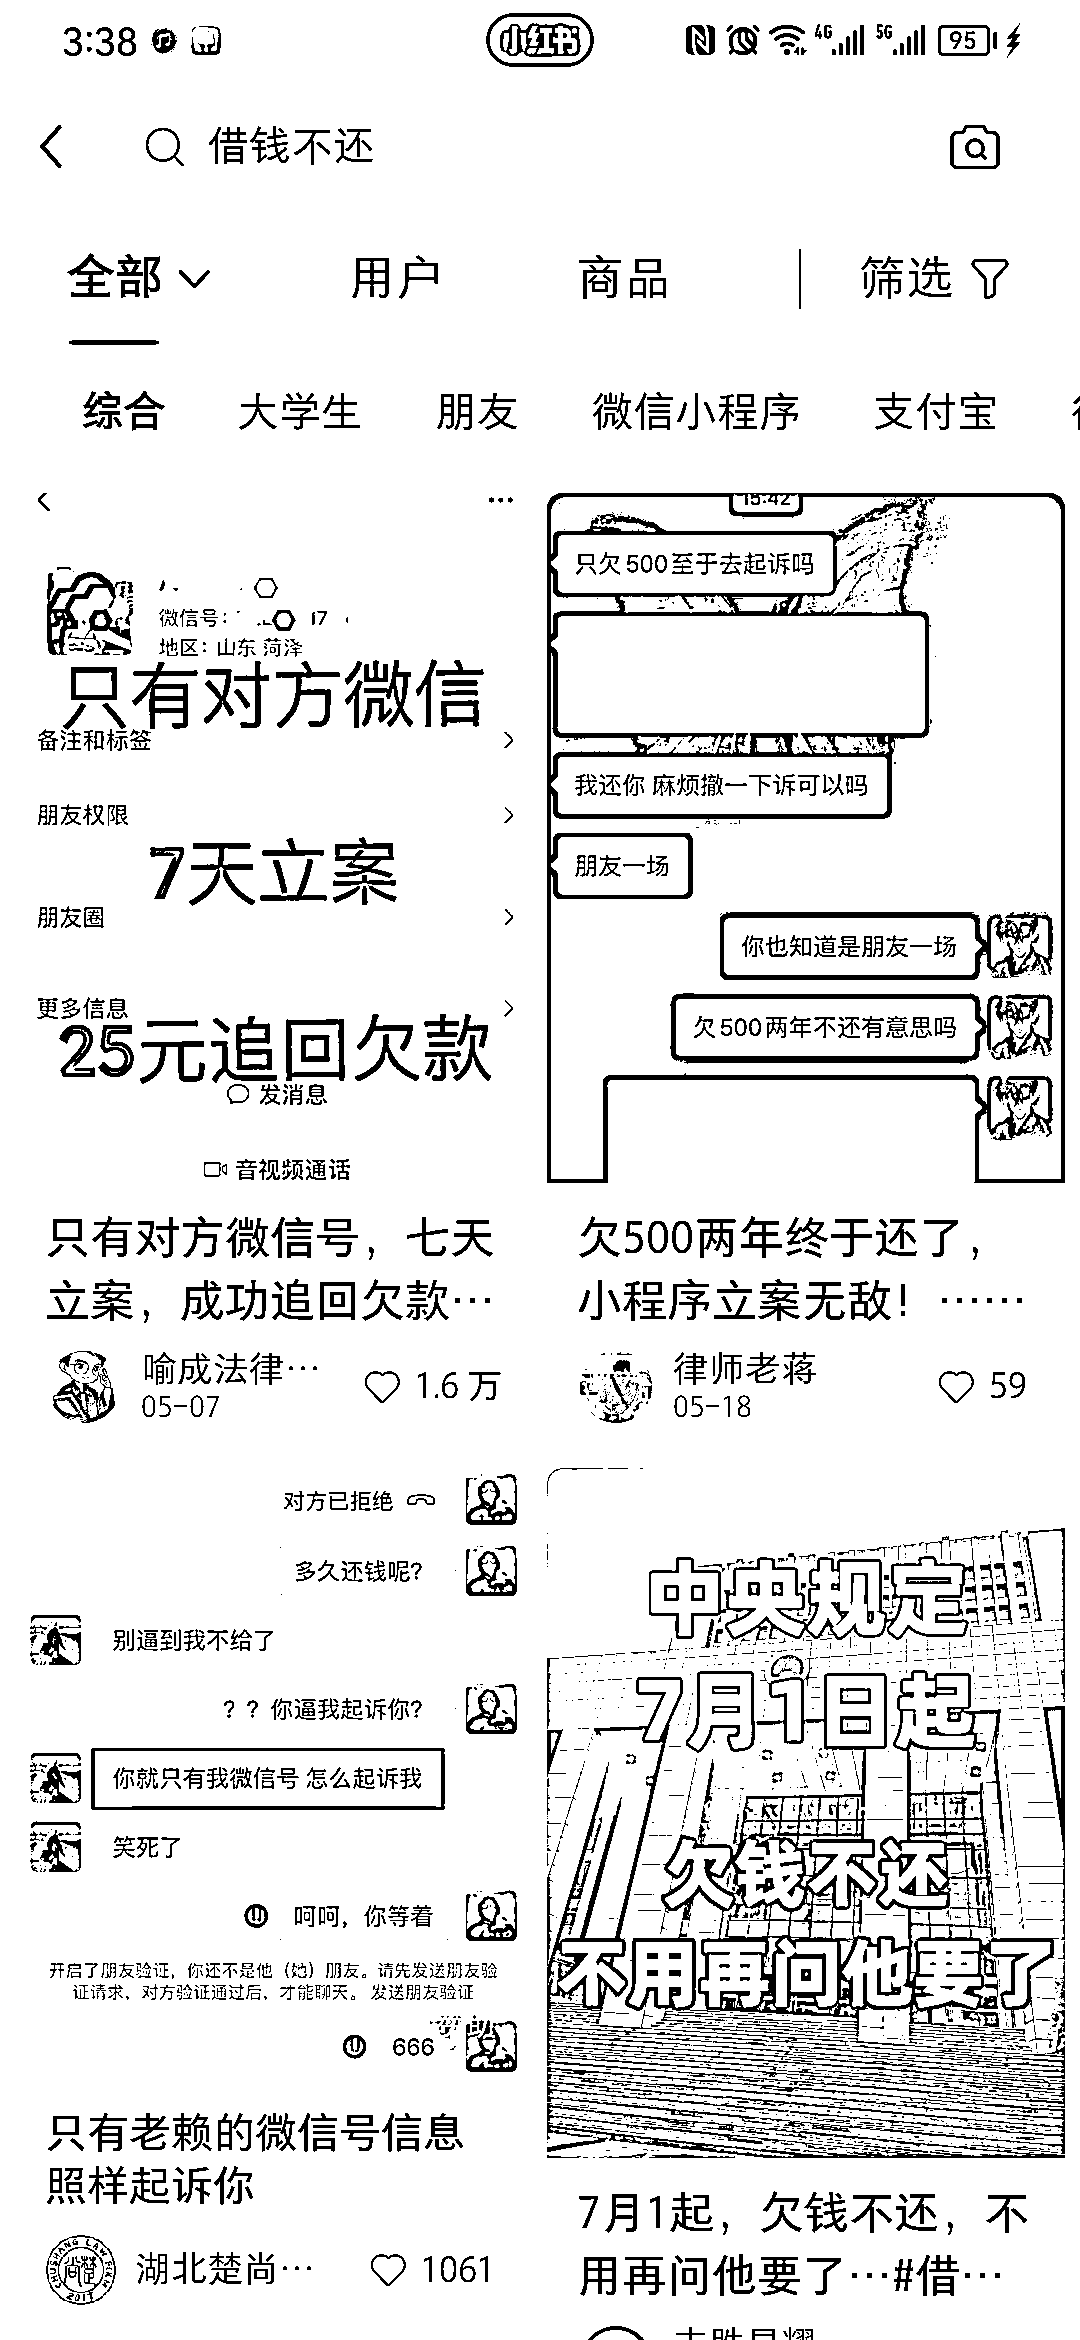 3:38
小红书
4G
5G
95
借钱不还
全部
用户
商品
筛选
综合
大学生
朋友
微信小程序
支付宝
微信号：
17
地区：山东 菏泽
只有对方微信
备注和标签
朋友权限
7天立案
朋友圈
更多信息
25元追回欠款
发消息
音视频通话
只有对方微信号，七天
立案，成功追回欠款…
喻成法律…
05-07
1.6 万
15:42
只欠500至于去起诉吗
我还你 麻烦撤一下诉可以吗
朋友一场
你也知道是朋友一场
欠500两年不还有意思吗
欠500两年终于还了，
小程序立案无敌！……
律师老蒋
05-18
59
对方已拒绝
多久还钱呢？
别逼到我不给了
？？你逼我起诉你？
你就只有我微信号 怎么起诉我
笑死了
呵呵，你等着
开启了朋友验证，你还不是他（她）朋友。请先发送朋友验
证请求，对方验证通过后，才能聊天。 发送朋友验证
666
只有老赖的微信号信息
照样起诉你
湖北楚尚…
1061
中央规定
7月1日起
欠钱不还
不用再问他要了
7月1起，欠钱不还，不
用再问他要了…#借…